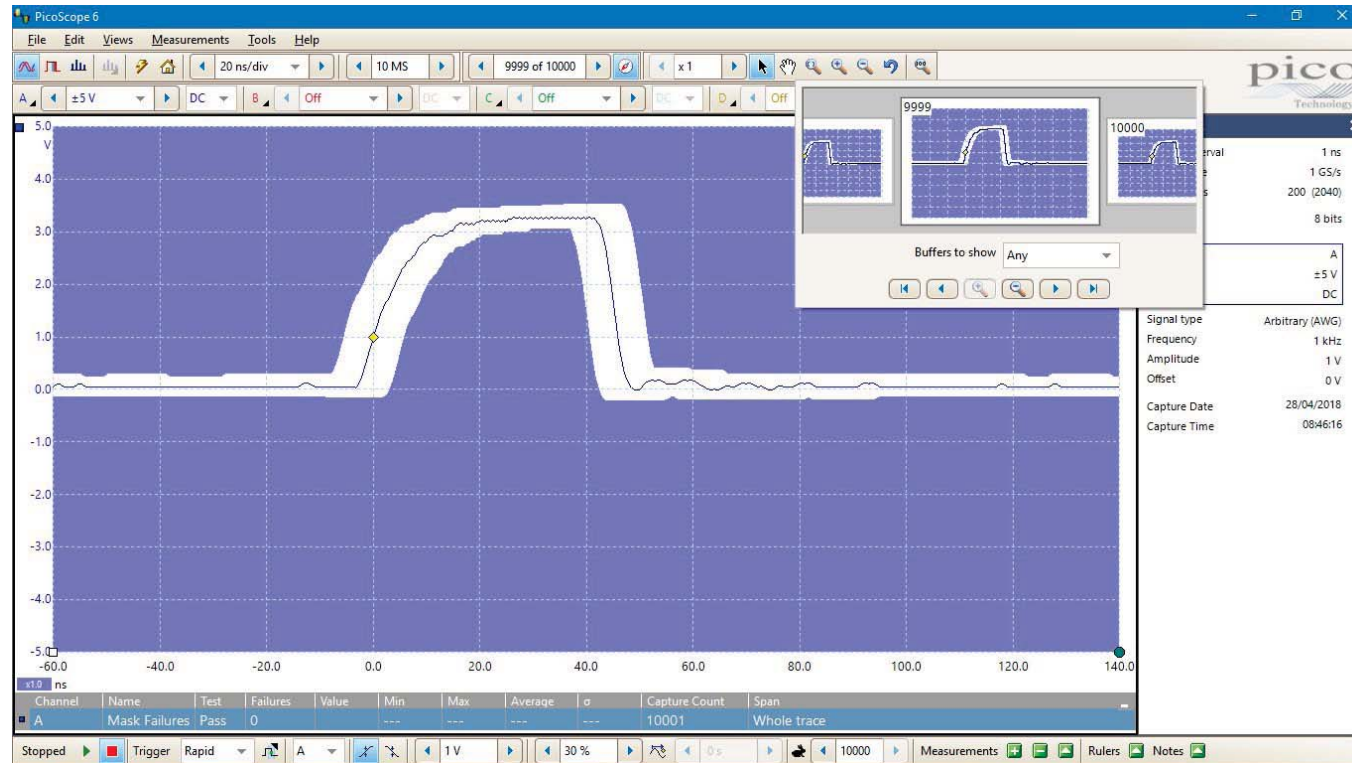 PicoScope 6
File Edit Views Measurements Tools Help
20 ns/div 10 MS 9999 of 10000 x 1
pico
Technology
A ±5 V DC B Off DC C Off DC D Off
9999
10000
Buffers to show Any
erval 1 ns
1 GS/s
s 200 (2040)
8 bits
A
±5 V
DC
Signal type Arbitrary (AWG)
Frequency 1 kHz
Amplitude 1 V
Offset 0 V
Capture Date 28/04/2018
Capture Time 08:46:16
5.0
V
4.0
3.0
2.0
1.0
0.0
-1.0
-2.0
-3.0
-4.0
-5.0
-60.0 -40.0 -20.0 0.0 20.0 40.0 60.0 80.0 100.0 120.0 140.0
x1.0 ns
Channel Name Test Failures Value Min Max Average σ Capture Count Span
A Mask Failures Pass 0 --- --- --- --- 10001 Whole trace
Stopped Trigger Rapid A 1 V 30 % 0 s 10000 Measurements Rulers Notes